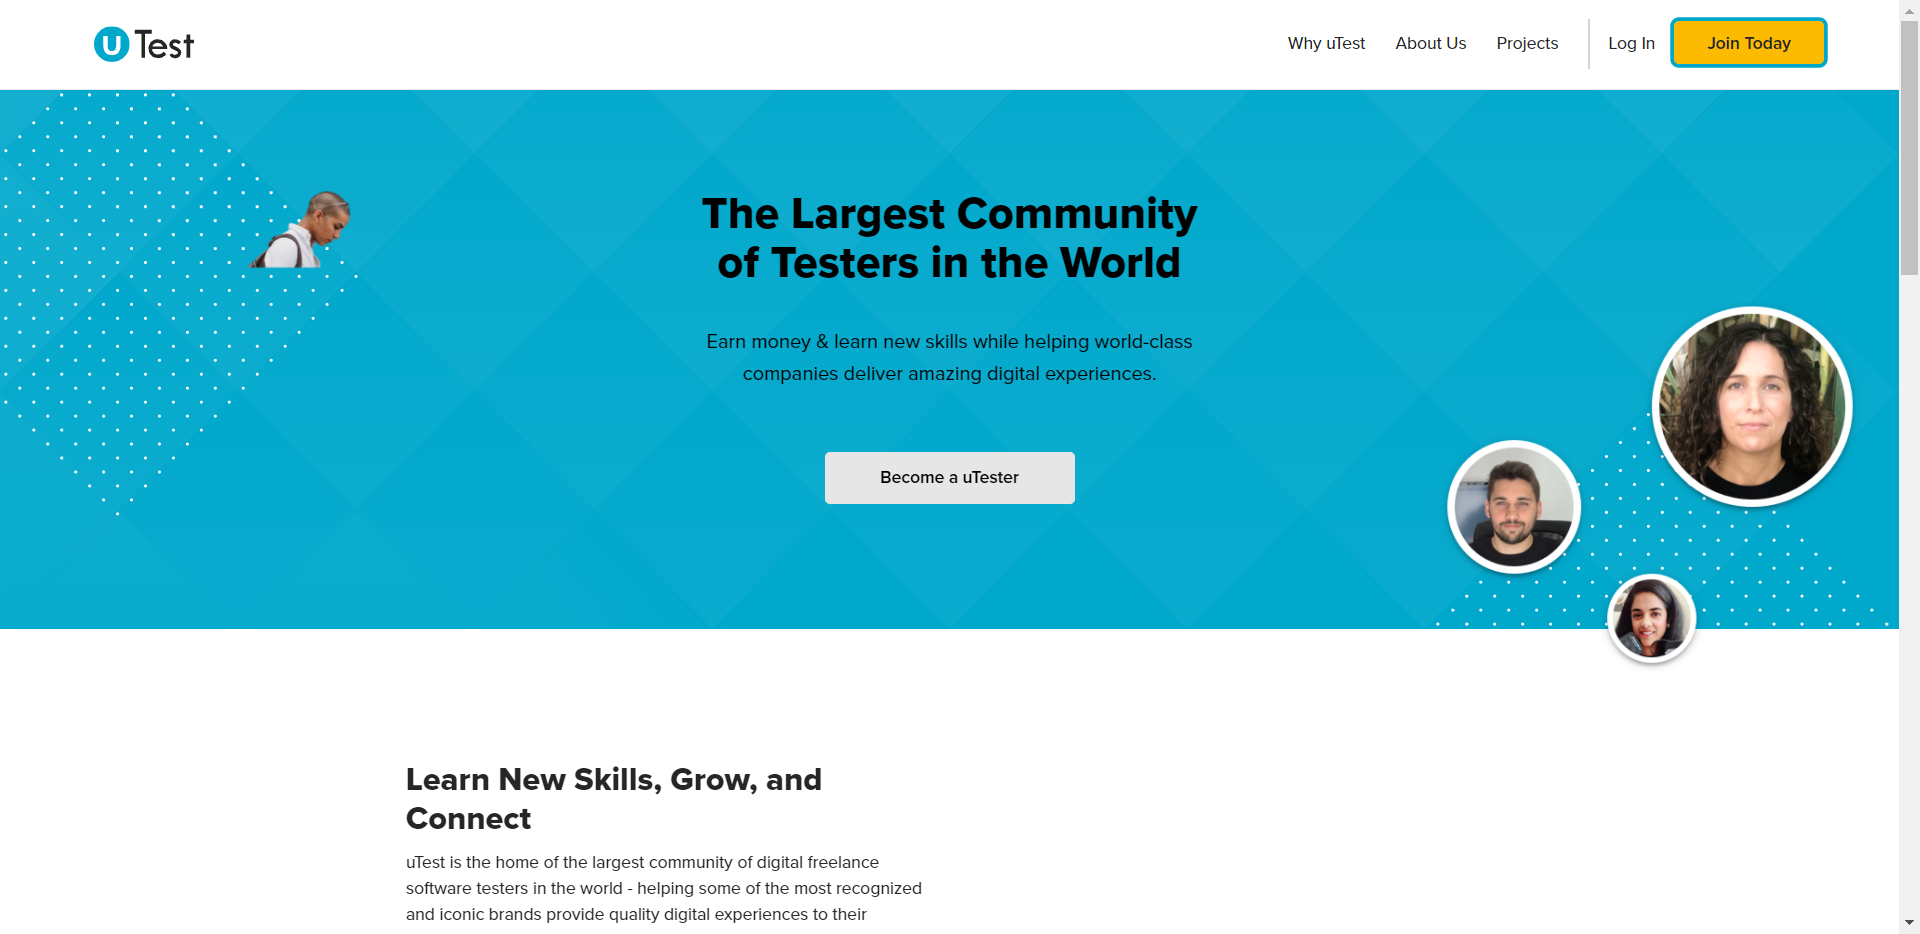 u Test
Why uTest
About Us
Projects
Log In
Join Today
The Largest Community
of Testers in the World
Earn money & learn new skills while helping world-class
companies deliver amazing digital experiences.
Become a uTester
Learn New Skills, Grow, and
Connect
uTest is the home of the largest community of digital freelance
software testers in the world - helping some of the most recognized
and iconic brands provide quality digital experiences to their